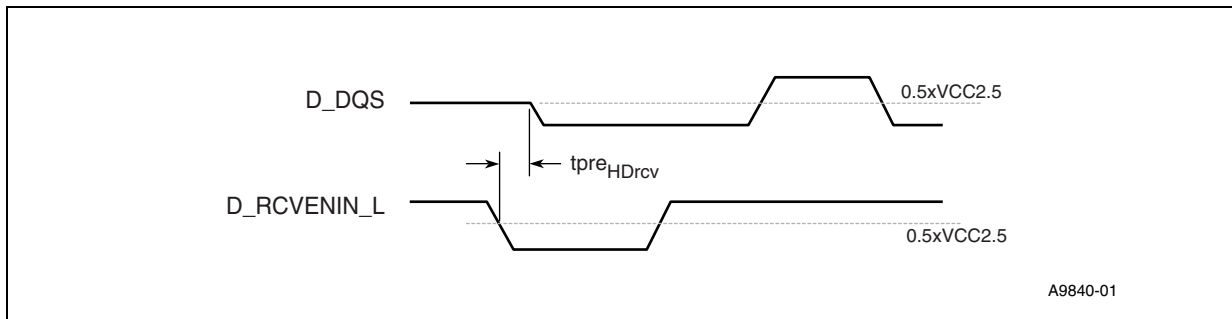 D_DQS
0.5xVCC2.5
tpreHDrcv
D_RCVENIN_L
0.5xVCC2.5
A9840-01